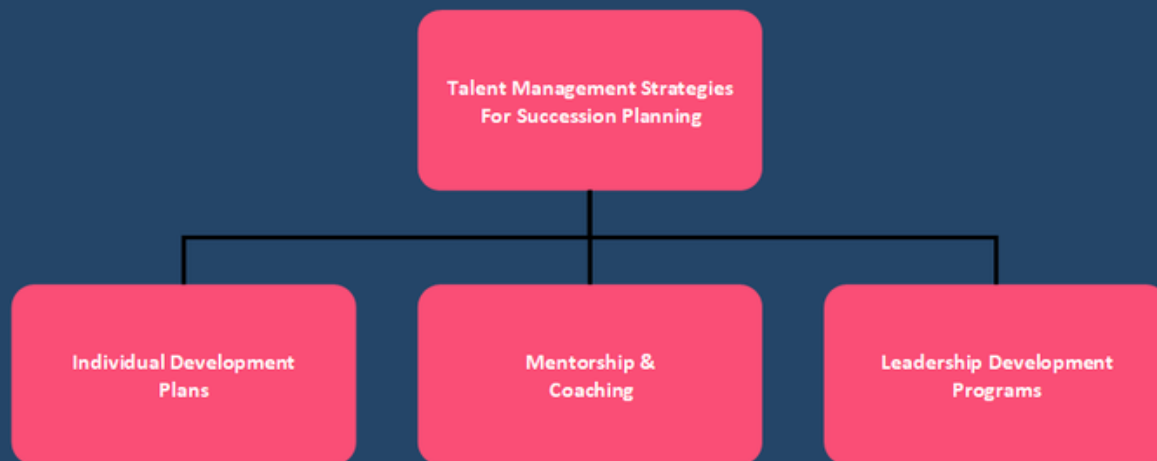 Talent Management Strategies
For Succession Planning
Individual Development
Plans
Mentorship &
Coaching
Leadership Development
Programs